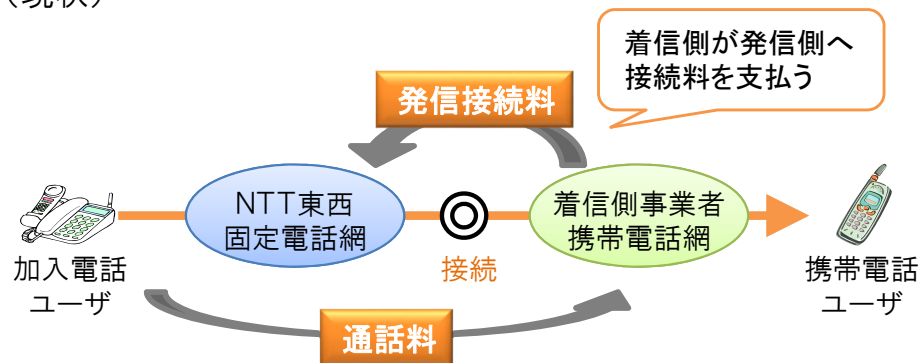 （現状）
着信側が発信側へ
接続料を支払う
発信接続料
NTT東西
固定電話網
着信側事業者
携帯電話網
接続
加入電話
ユーザ
携帯電話
ユーザ
通話料